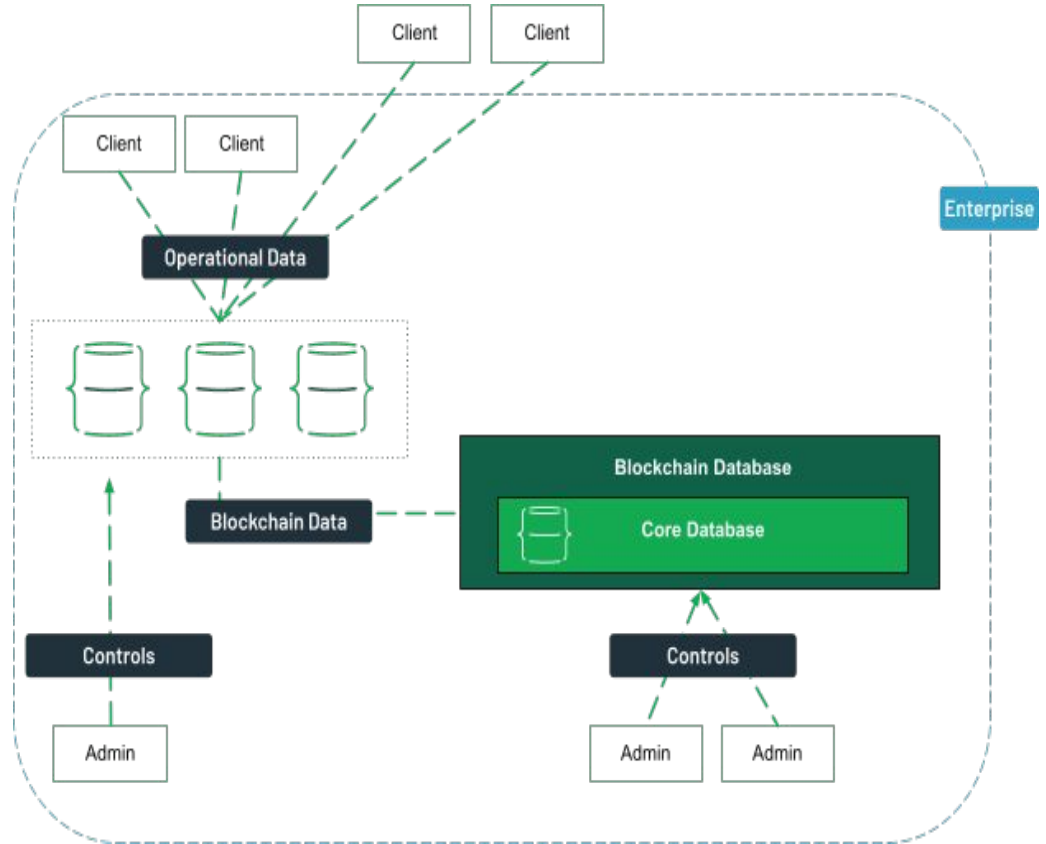 Client
Client
Client
Client
Enterprise
Operational Data
Blockchain Database
Core Database
Blockchain Data
Controls
Controls
Admin
Admin
Admin